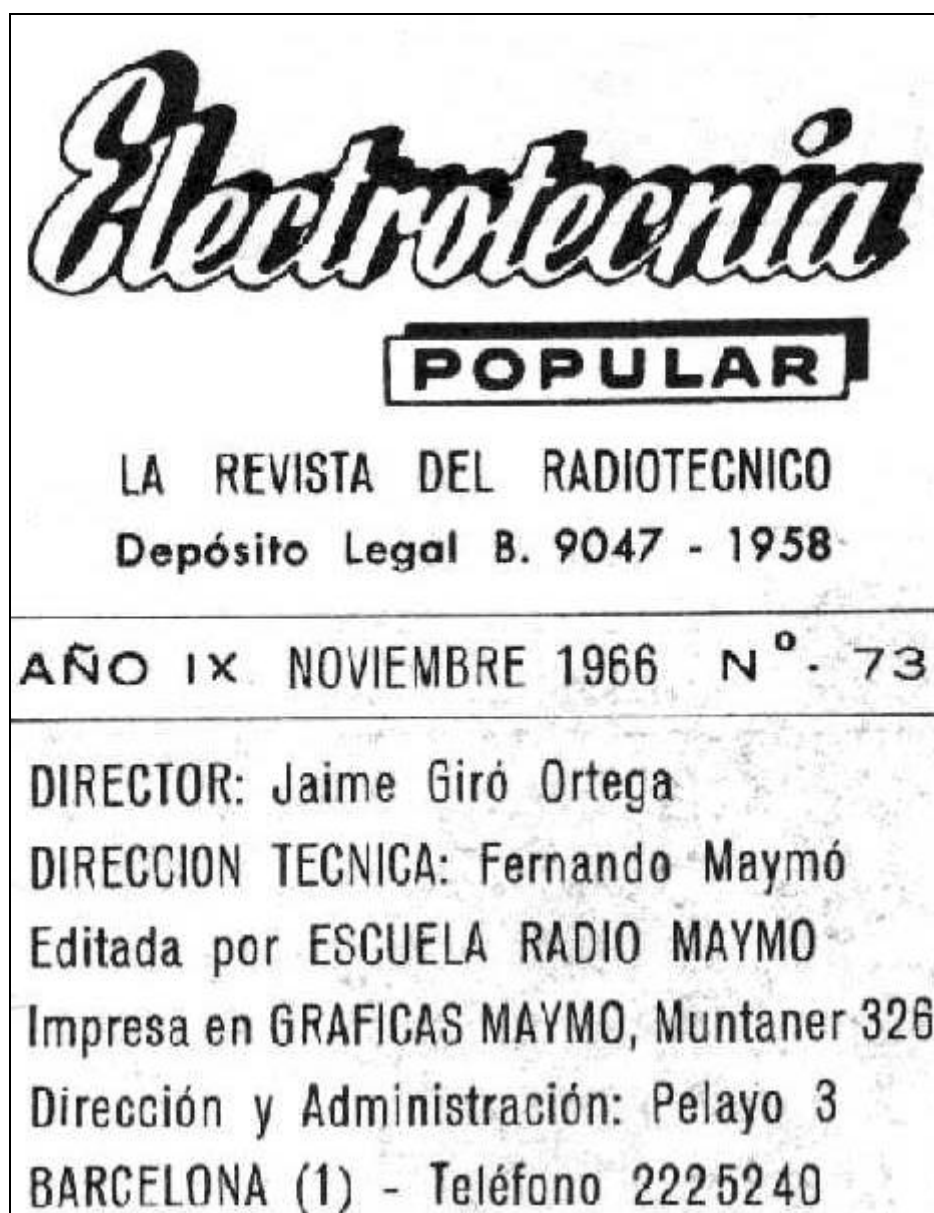 Electrotecnia
POPULAR
LA REVISTA DEL RADIOTECNICO
Depósito Legal B. 9047 - 1958
AÑO IX NOVIEMBRE 1966 Nº. 73
DIRECTOR: Jaime Giró Ortega
DIRECCION TECNICA: Fernando Maymó
Editada por ESCUELA RADIO MAYMO
Impresa en GRAFICAS MAYMO, Muntaner 326
Dirección y Administración: Pelayo 3
BARCELONA (1) - Teléfono 2225240